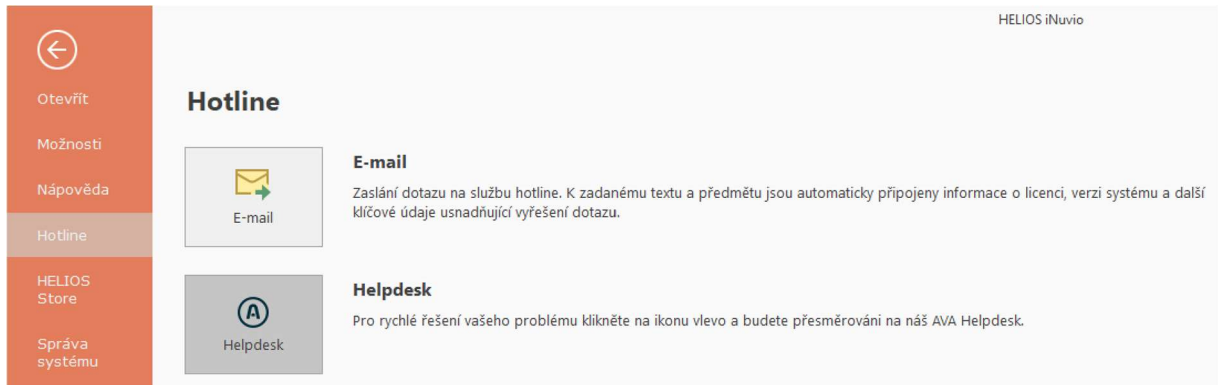 HELIOS iNuvio
Otevřít
Možnosti
Nápověda
Hotline
HELIOS
Store
Správa
systému
Hotline
E-mail
E-mail
Zaslání dotazu na službu hotline. K zadanému textu a předmětu jsou automaticky připojeny informace o licenci, verzi systému a další
klíčové údaje usnadňující vyřešení dotazu.
Helpdesk
Helpdesk
Pro rychlé řešení vašeho problému klikněte na ikonu vlevo a budete přesměrováni na náš AVA Helpdesk.